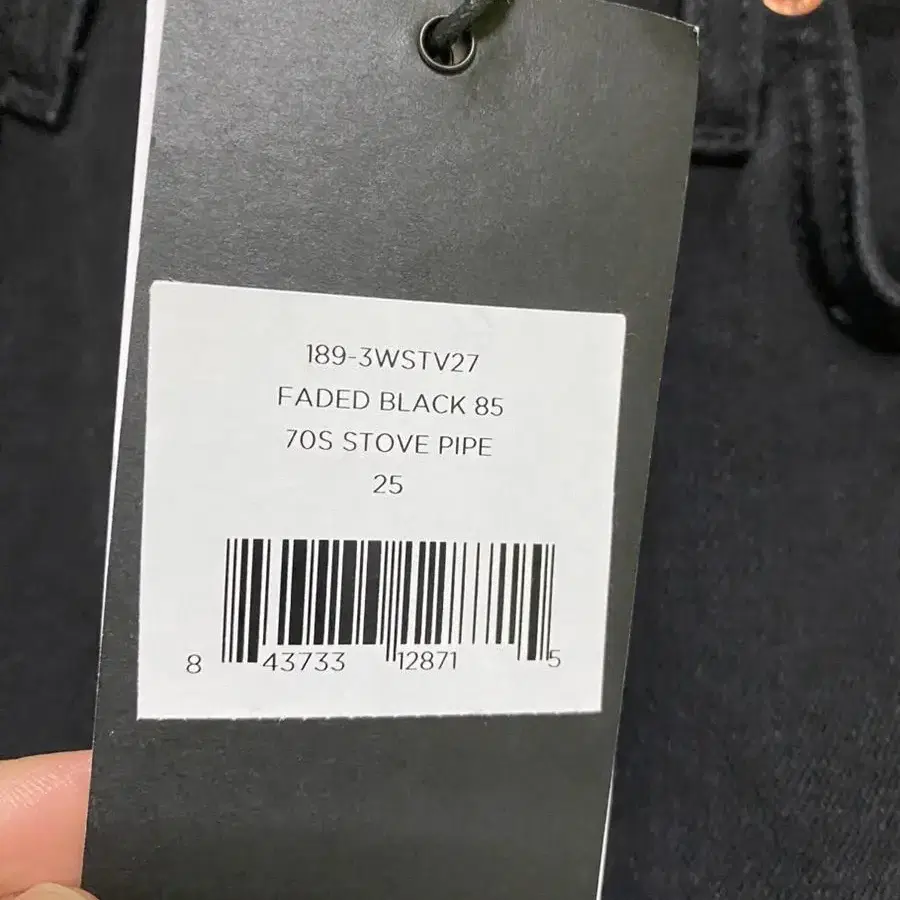 189-3WSTV27
FADED BLACK 85
70S STOVE PIPE
25
8 43733 12871 5